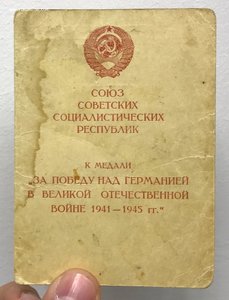 СОЮЗ
СОВЕТСКИХ
СОЦИАЛИСТИЧЕСКИХ
РЕСПУБЛИК
К МЕДАЛИ
„ЗА ПОБЕДУ НАД ГЕРМАНИЕЙ
В ВЕЛИКОЙ ОТЕЧЕСТВЕННОЙ
ВОЙНЕ 1941—1945 гг.“